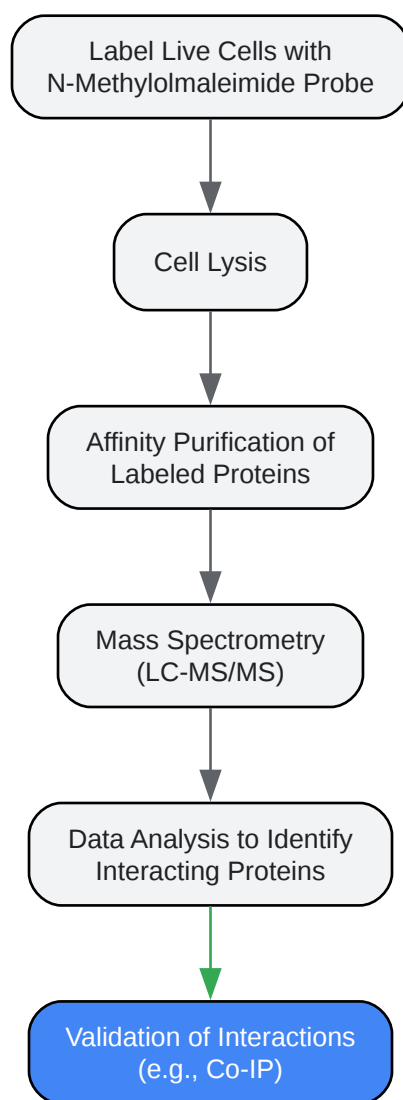 Label Live Cells with
N-Methylolmaleimide Probe
Cell Lysis
Affinity Purification of
Labeled Proteins
Mass Spectrometry
(LC-MS/MS)
Data Analysis to Identify
Interacting Proteins
Validation of Interactions
(e.g., Co-IP)